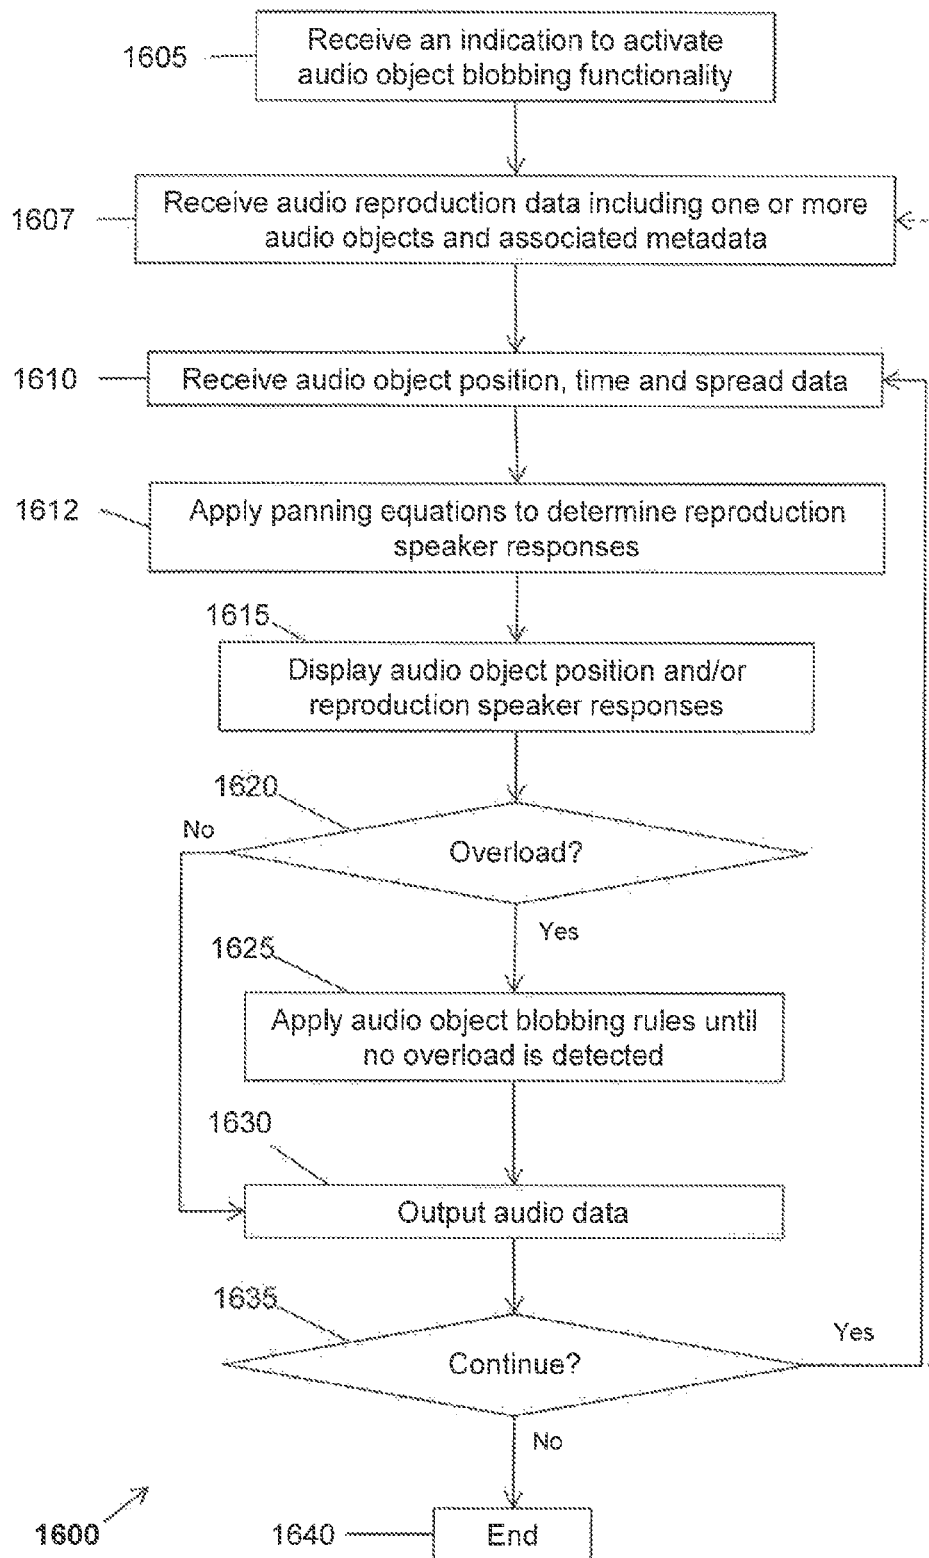 1605
Receive an indication to activate
audio object blobbing functionality
1607
Receive audio reproduction data including one or more
audio objects and associated metadada
1610
Receive audio object position, time and spread data
1612
Apply panning equations to determine reproduction
speaker responses
1615
Display audio object position and/or
reproduction speaker responses
1620
No
Overload?
Yes
1625
Apply audio object blobbing rules until
no overload is detected
1630
Output audio data
1635
Yes
Continue?
No
1600
1640
End